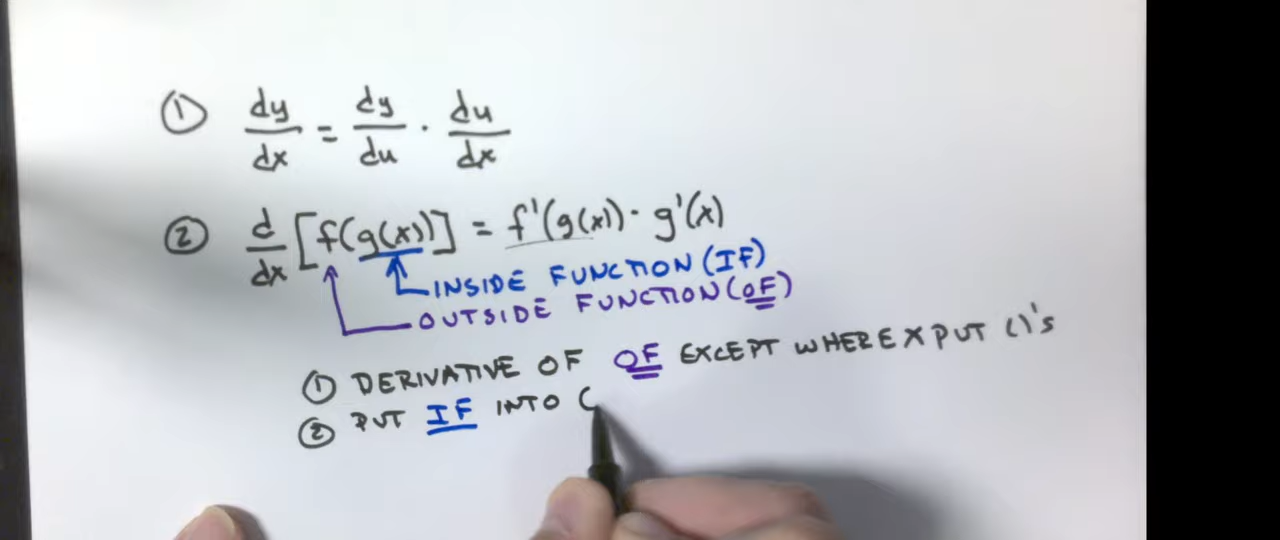 ① dy/dx = dy/du · du/dx
② d/dx [f(g(x))] = f'(g(x)) · g'(x)
INSIDE FUNCTION (IF)
OUTSIDE FUNCTION (OF)
① DERIVATIVE OF OF EXCEPT WHERE X PUT ( )'S
② PUT IF INTO (